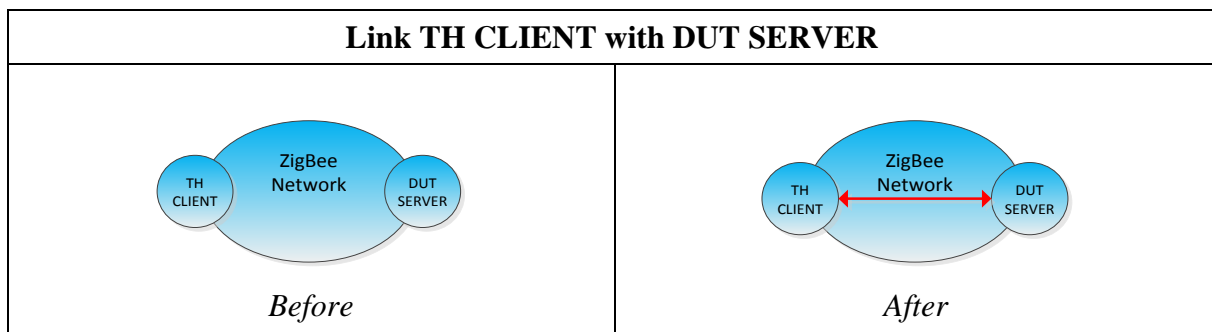 Link TH CLIENT with DUT SERVER
ZigBee
Network
TH
CLIENT
DUT
SERVER
Before
ZigBee
Network
TH
CLIENT
DUT
SERVER
After